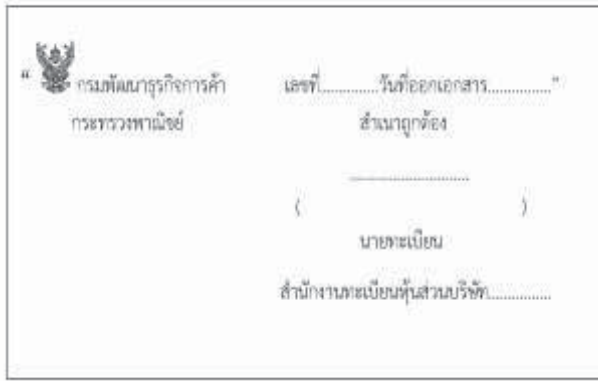 “ กรมพัฒนาธุรกิจการค้า เลขที่..............วันที่ออกเอกสาร..............”
กระทรวงพาณิชย์ สำเนาถูกต้อง
..........................
( )
นายทะเบียน
สำนักงานทะเบียนหุ้นส่วนบริษัท..............